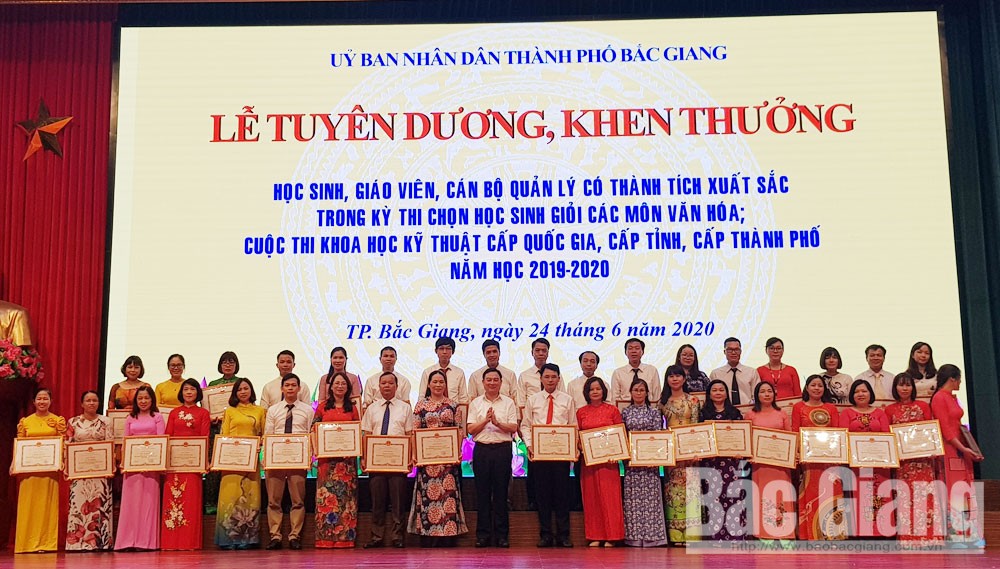 UỶ BAN NHÂN DÂN THÀNH PHỐ BẮC GIANG
LỄ TUYÊN DƯƠNG, KHEN THƯỞNG
HỌC SINH, GIÁO VIÊN, CÁN BỘ QUẢN LÝ CÓ THÀNH TÍCH XUẤT SẮC
TRONG KỲ THI CHỌN HỌC SINH GIỎI CÁC MÔN VĂN HÓA;
CUỘC THI KHOA HỌC KỸ THUẬT CẤP QUỐC GIA, CẤP TỈNH, CẤP THÀNH PHỐ
NĂM HỌC 2019-2020
TP. Bắc Giang, ngày 24 tháng 6 năm 2020
Bắc Giang
http://www.baobacgiang.com.vn